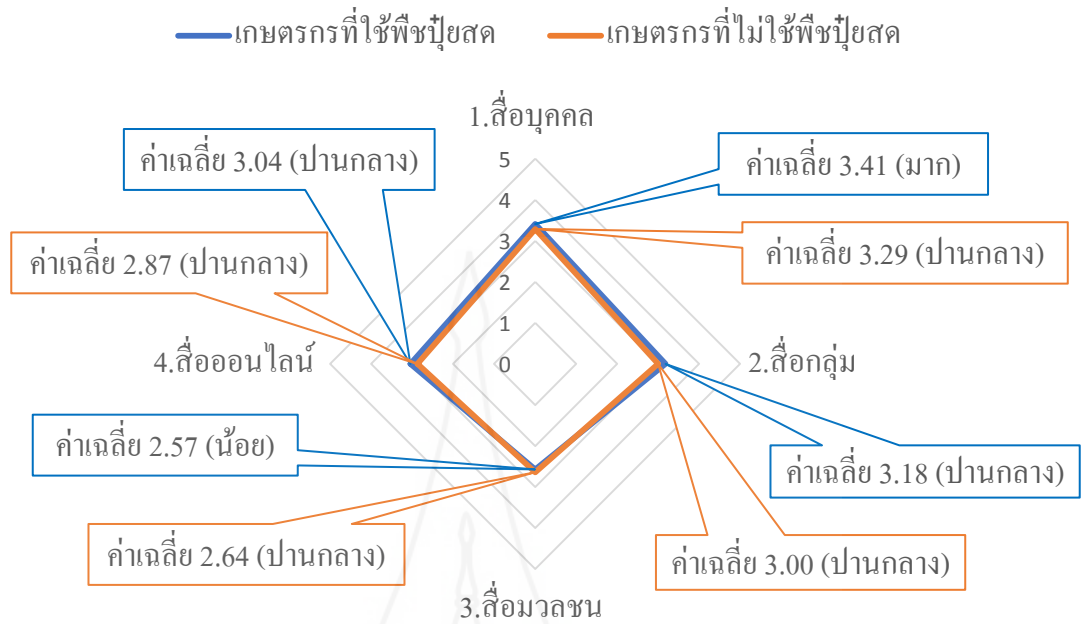 เกษตรกรที่ใช้พืชปุ๋ยสด เกษตรกรที่ไม่ใช้พืชปุ๋ยสด
1.สื่อบุคคล
ค่าเฉลี่ย 3.04 (ปานกลาง)
ค่าเฉลี่ย 3.41 (มาก)
5
4
ค่าเฉลี่ย 2.87 (ปานกลาง)
3
ค่าเฉลี่ย 3.29 (ปานกลาง)
2
1
4.สื่อออนไลน์
0
2.สื่อกลุ่ม
ค่าเฉลี่ย 2.57 (น้อย)
ค่าเฉลี่ย 3.18 (ปานกลาง)
ค่าเฉลี่ย 2.64 (ปานกลาง)
ค่าเฉลี่ย 3.00 (ปานกลาง)
3.สื่อมวลชน